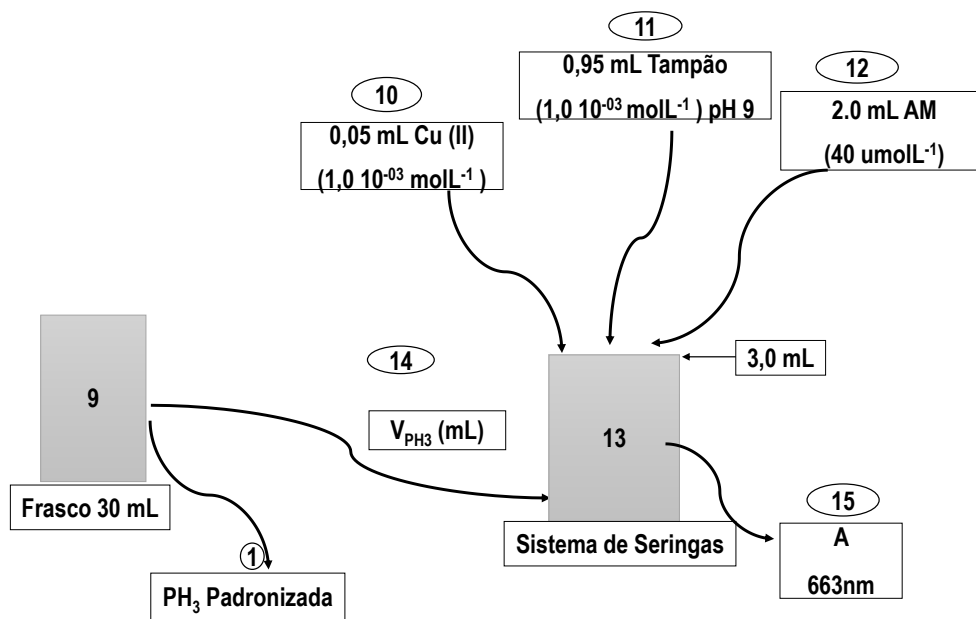 11
0,95 mL Tampão
(1,0 10⁻⁰³ molL⁻¹ ) pH 9
12
2.0 mL AM
(40 umolL⁻¹)
10
0,05 mL Cu (II)
(1,0 10⁻⁰³ molL⁻¹ )
9
Frasco 30 mL
14
V_PH3 (mL)
3,0 mL
13
Sistema de Seringas
1
PH₃ Padronizada
15
A
663nm